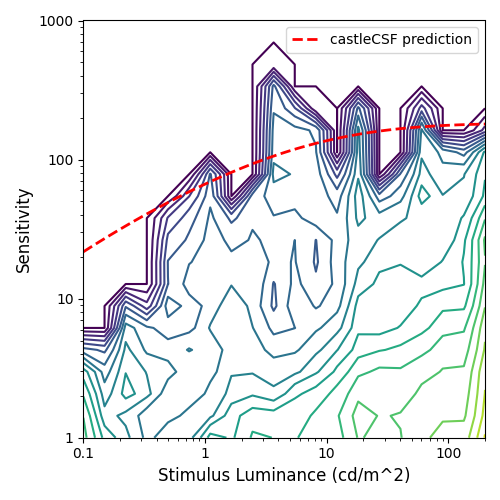 1000
castleCSF prediction
100
Sensitivity
10
1
0.1 1 10 100
Stimulus Luminance (cd/m^2)